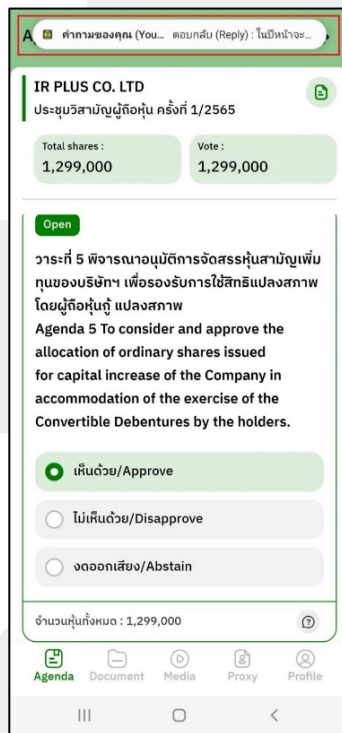 A
คำถามของคุณ (You... ตอบกลับ (Reply) : ในปีหน้าจะ...
IR PLUS CO. LTD
ประชุมวิสามัญผู้ถือหุ้น ครั้งที่ 1/2565
Total shares :
1,299,000
Vote :
1,299,000
Open
วาระที่ 5 พิจารณาอนุมัติการจัดสรรหุ้นสามัญเพิ่ม
ทุนของบริษัทฯ เพื่อรองรับการใช้สิทธิแปลงสภาพ
โดยผู้ถือหุ้นกู้ แปลงสภาพ
Agenda 5 To consider and approve the
allocation of ordinary shares issued
for capital increase of the Company in
accommodation of the exercise of the
Convertible Debentures by the holders.
เห็นด้วย/Approve
ไม่เห็นด้วย/Disapprove
งดออกเสียง/Abstain
จำนวนหุ้นทั้งหมด : 1,299,000
Agenda Document Media Proxy Profile